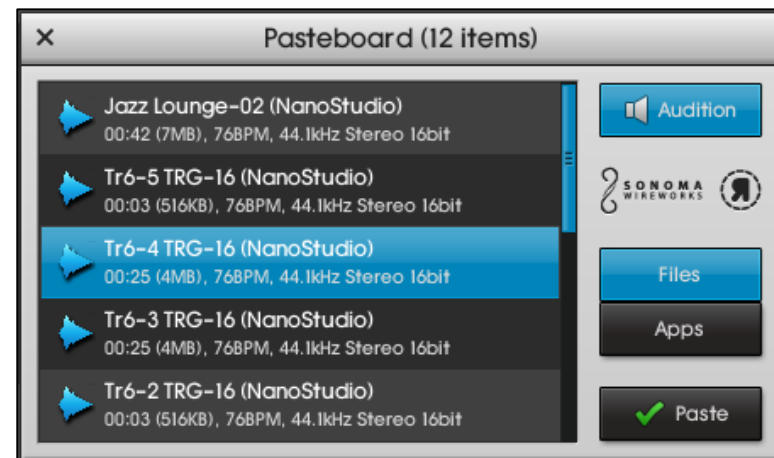 ×
Pasteboard (12 items)
Jazz Lounge-02 (NanoStudio)
00:42 (7MB), 76BPM, 44.1kHz Stereo 16bit
Tr6-5 TRG-16 (NanoStudio)
00:03 (516KB), 76BPM, 44.1kHz Stereo 16bit
Tr6-4 TRG-16 (NanoStudio)
00:25 (4MB), 76BPM, 44.1kHz Stereo 16bit
Tr6-3 TRG-16 (NanoStudio)
00:25 (4MB), 76BPM, 44.1kHz Stereo 16bit
Tr6-2 TRG-16 (NanoStudio)
00:03 (516KB), 76BPM, 44.1kHz Stereo 16bit
Audition
SONOMA
WIREWORKS
Files
Apps
Paste